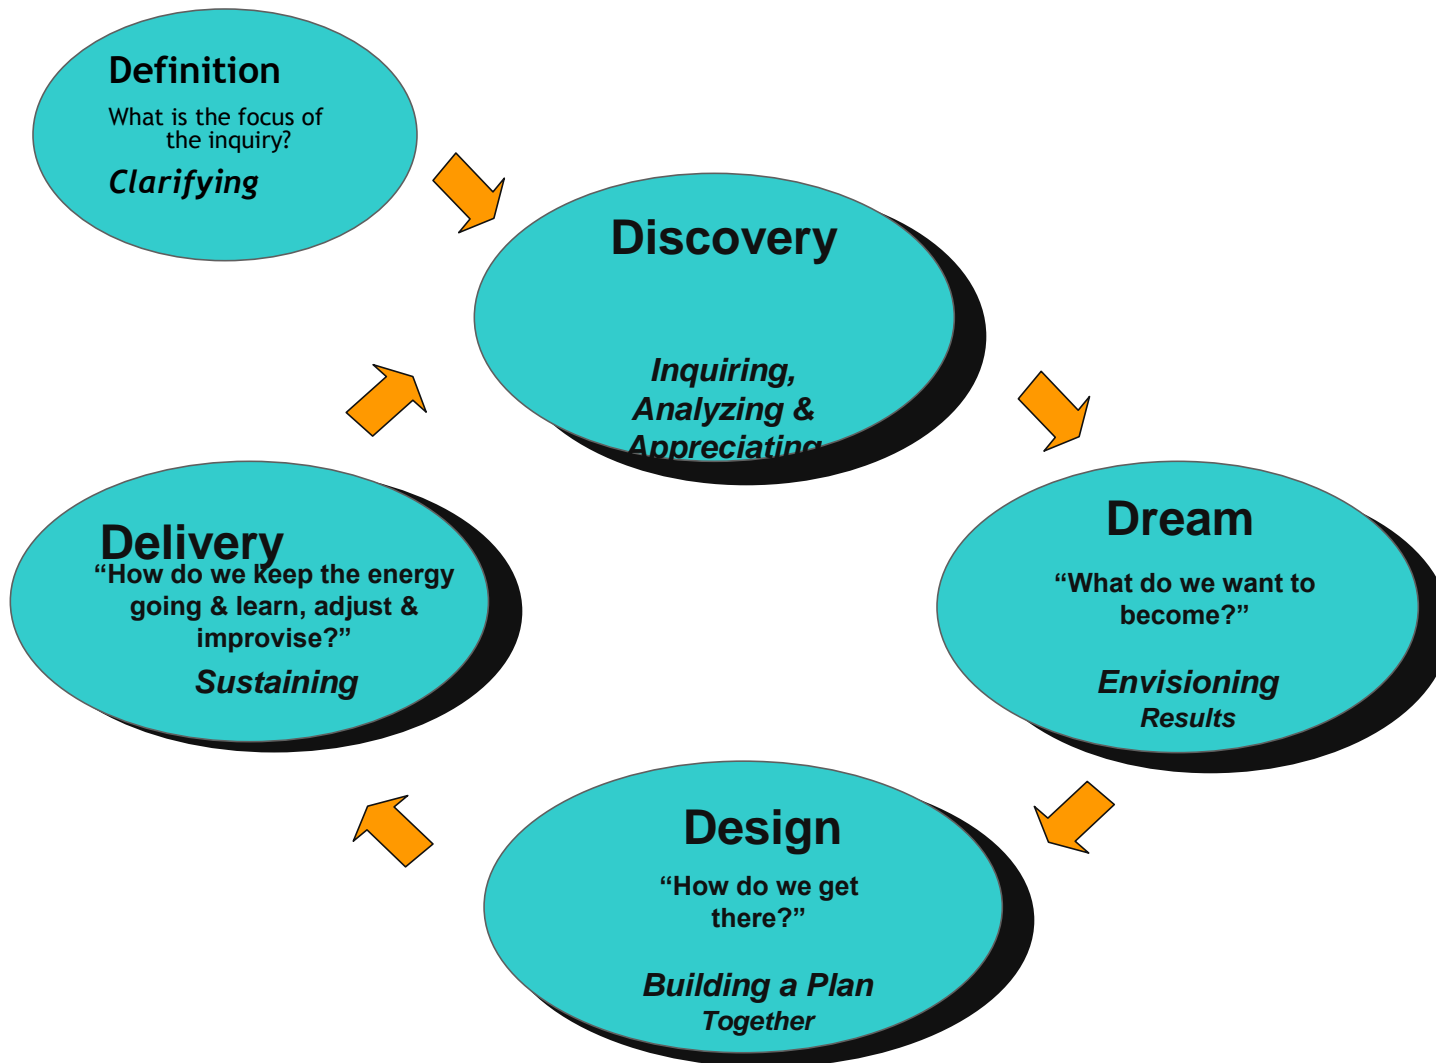 Definition
What is the focus of
the inquiry?
Clarifying
Discovery
Inquiring,
Analyzing &
Appreciating
Dream
“What do we want to
become?”
Envisioning
Results
Design
“How do we get
there?”
Building a Plan
Together
Delivery
“How do we keep the energy
going & learn, adjust &
improvise?”
Sustaining